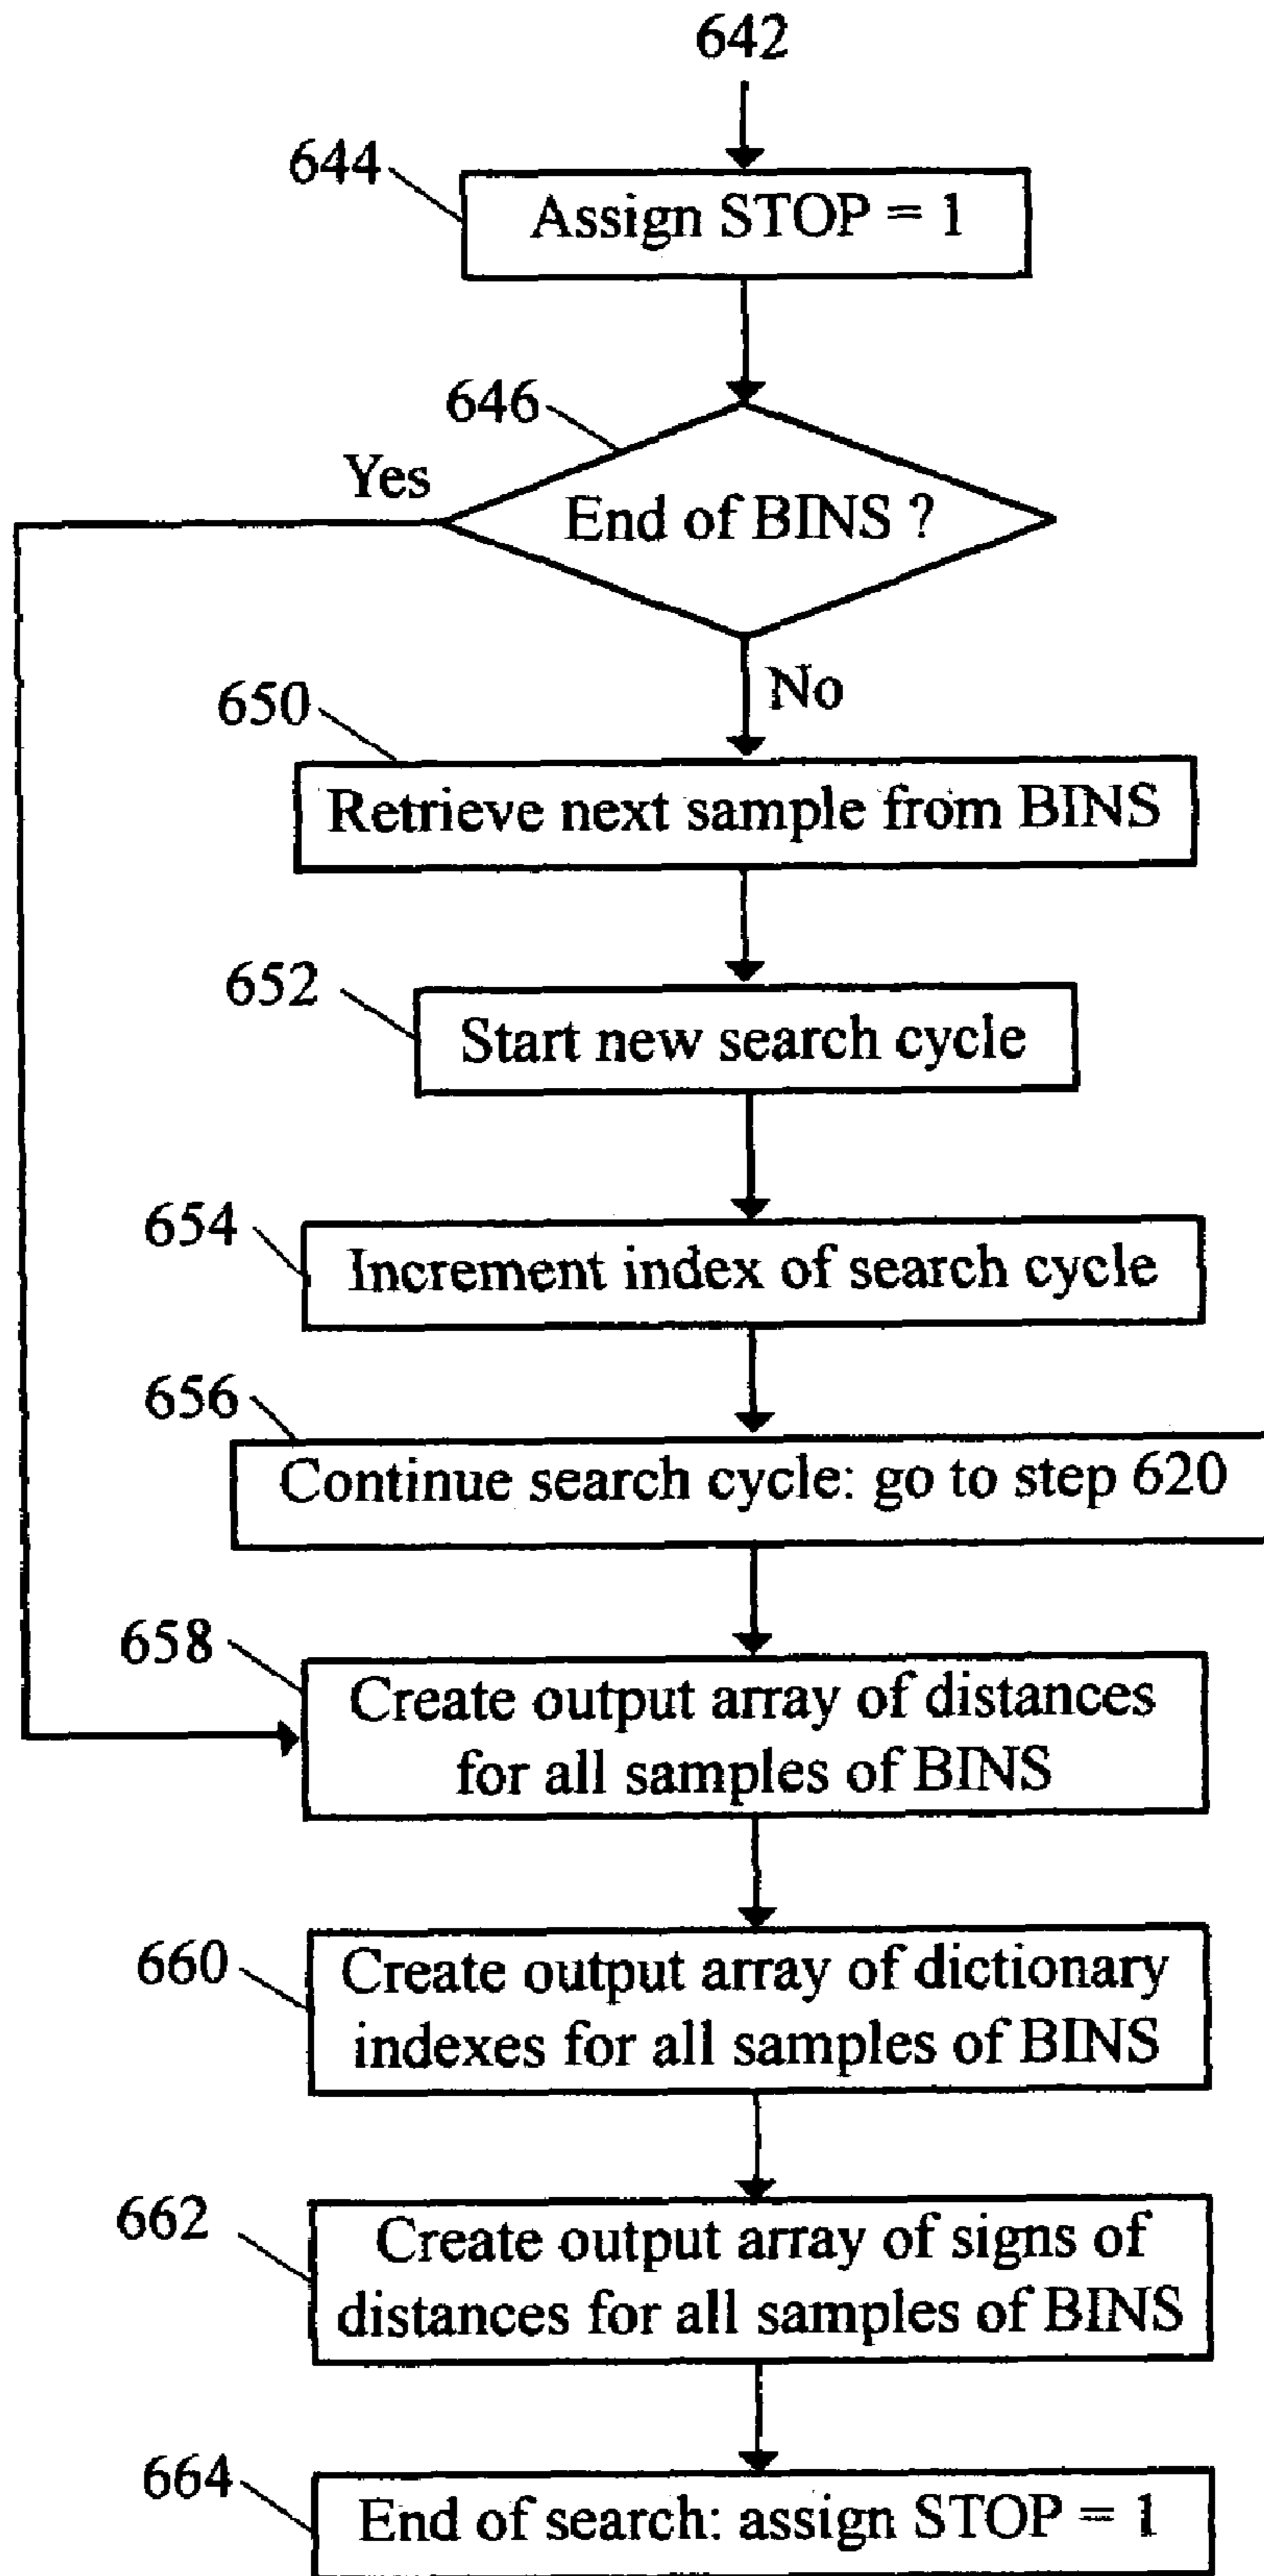 642
644
Assign STOP = 1
646
Yes
End of BINS ?
No
650
Retrieve next sample from BINS
652
Start new search cycle
654
Increment index of search cycle
656
Continue search cycle: go to step 620
658
Create output array of distances
for all samples of BINS
660
Create output array of dictionary
indexes for all samples of BINS
662
Create output array of signs of
distances for all samples of BINS
664
End of search: assign STOP = 1